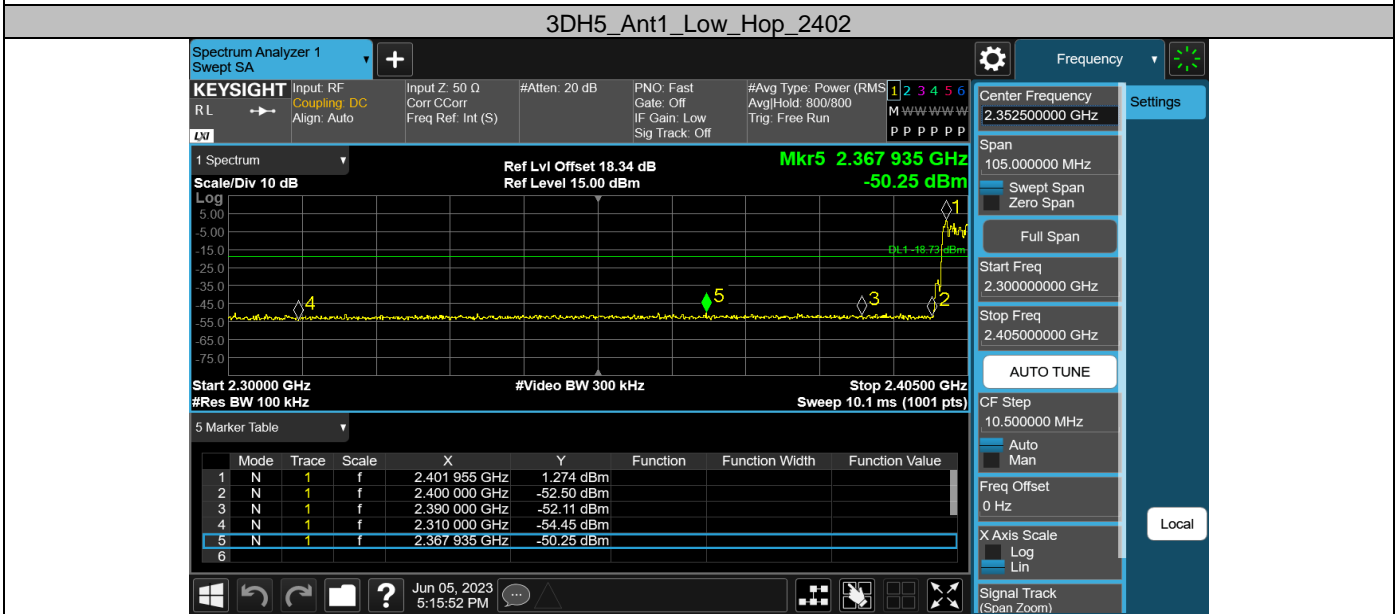 3DH5_Ant1_Low_Hop_2402
Spectrum Analyzer 1
Swept SA
+
Frequency
KEYSIGHT
RL
LXI
Input: RF
Coupling: DC
Align: Auto
Input Z: 50 Ω
Corr CCorr
Freq Ref: Int (S)
#Atten: 20 dB
PNO: Fast
Gate: Off
IF Gain: Low
Sig Track: Off
#Avg Type: Power (RMS
Avg|Hold: 800/800
Trig: Free Run
1 2 3 4 5 6
M W W W W W
P P P P P P
1 Spectrum
Scale/Div 10 dB
Ref Lvl Offset 18.34 dB
Ref Level 15.00 dBm
Mkr5 2.367 935 GHz
-50.25 dBm
Log
5.00
-5.00
-15.0
-25.0
-35.0
-45.0
-55.0
-65.0
-75.0
DL1 -18.73 dBm
1
2
3
4
5
Start 2.30000 GHz
#Res BW 100 kHz
#Video BW 300 kHz
Stop 2.40500 GHz
Sweep 10.1 ms (1001 pts)
5 Marker Table
Mode Trace Scale X Y Function Function Width Function Value
1 N 1 f 2.401 955 GHz 1.274 dBm
2 N 1 f 2.400 000 GHz -52.50 dBm
3 N 1 f 2.390 000 GHz -52.11 dBm
4 N 1 f 2.310 000 GHz -54.45 dBm
5 N 1 f 2.367 935 GHz -50.25 dBm
6
?
Jun 05, 2023
5:15:52 PM
Center Frequency
2.352500000 GHz
Settings
Span
105.000000 MHz
Swept Span
Zero Span
Full Span
Start Freq
2.300000000 GHz
Stop Freq
2.405000000 GHz
AUTO TUNE
CF Step
10.500000 MHz
Auto
Man
Freq Offset
0 Hz
Local
X Axis Scale
Log
Lin
Signal Track
(Span Zoom)